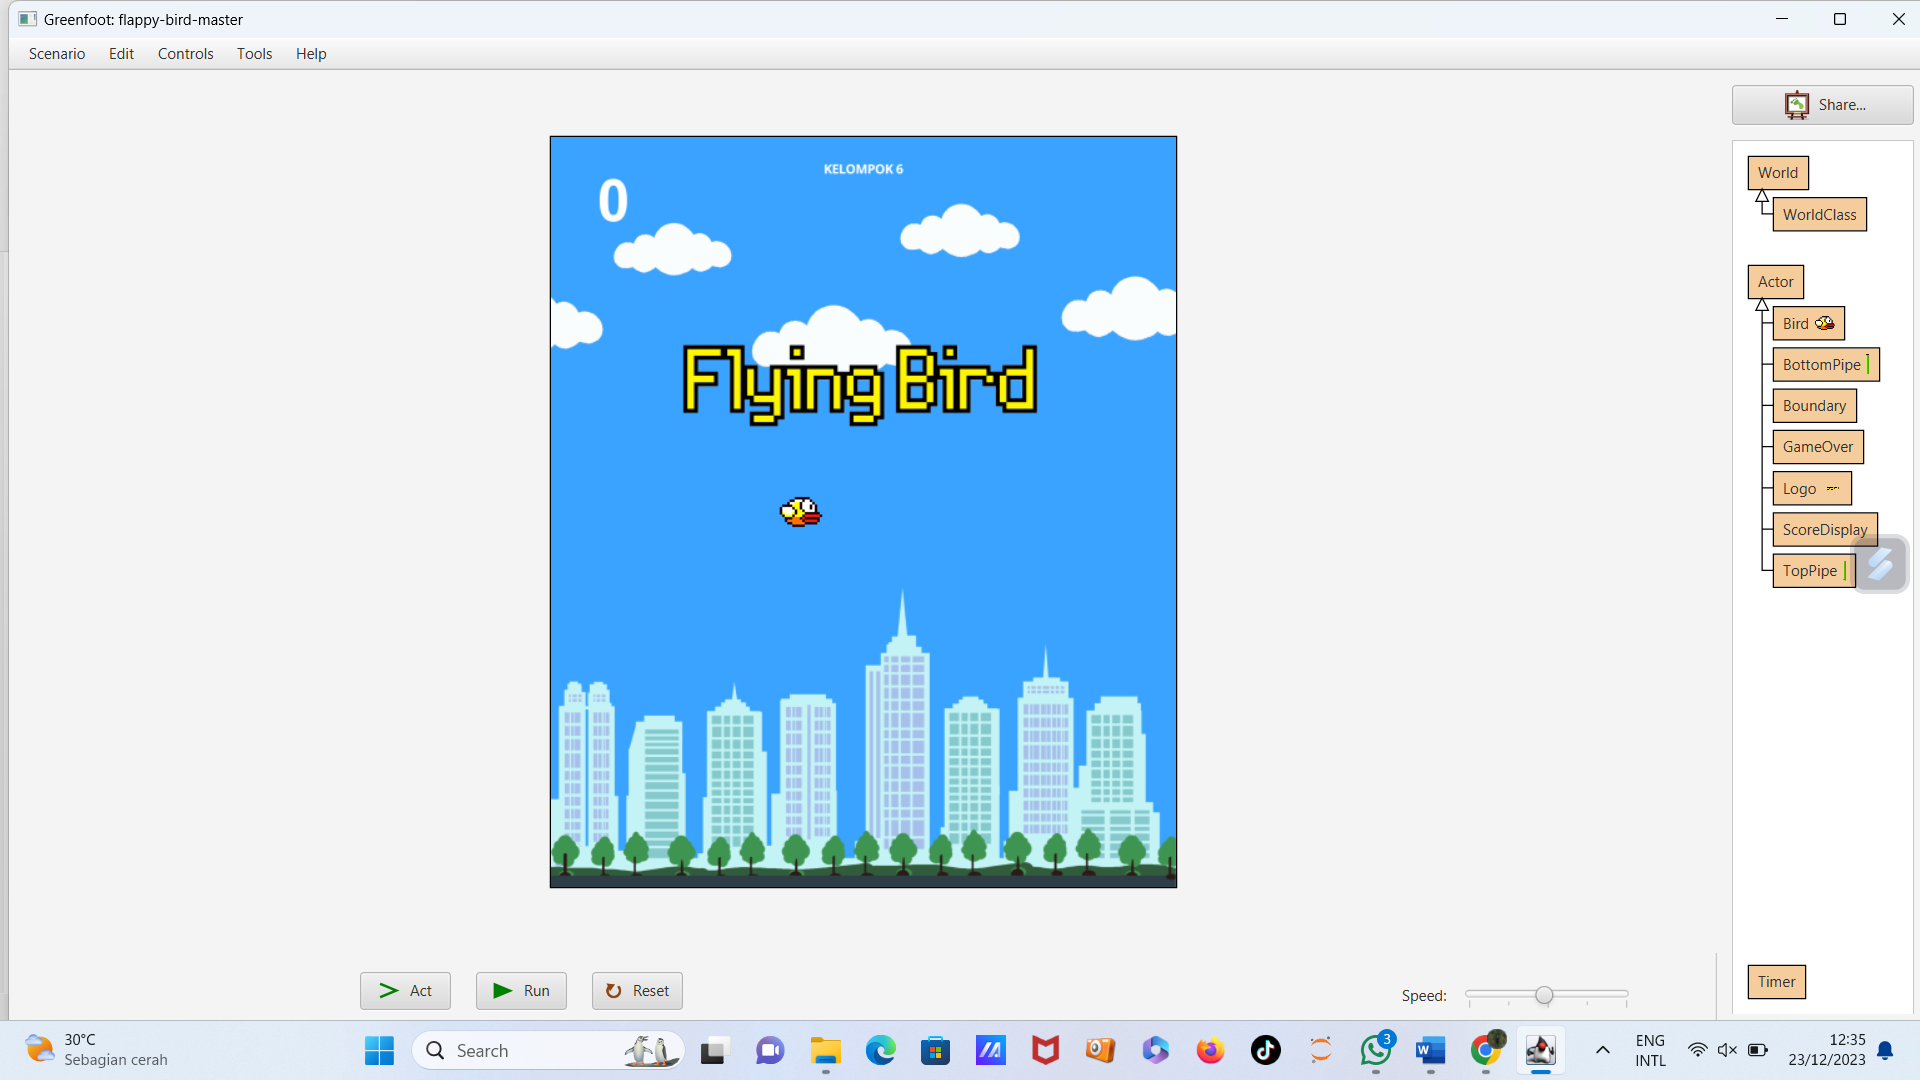 Greenfoot: flappy-bird-master
Scenario Edit Controls Tools Help
Share...
KELOMPOK 6
0
Flying Bird
World
WorldClass
Actor
Bird
BottomPipe
Boundary
GameOver
Logo
ScoreDisplay
TopPipe
Timer
Act
Run
Reset
Speed:
30°C
Sebagian cerah
Search
3
W
ENG
INTL
12:35
23/12/2023